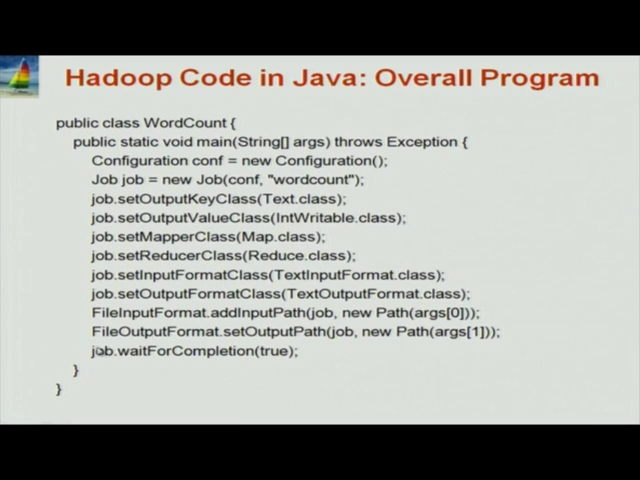 Hadoop Code in Java: Overall Program
public class WordCount {
public static void main(String[] args) throws Exception {
Configuration conf = new Configuration();
Job job = new Job(conf, "wordcount");
job.setOutputKeyClass(Text.class);
job.setOutputValueClass(IntWritable.class);
job.setMapperClass(Map.class);
job.setReducerClass(Reduce.class);
job.setInputFormatClass(TextInputFormat.class);
job.setOutputFormatClass(TextOutputFormat.class);
FileInputFormat.addInputPath(job, new Path(args[0]));
FileOutputFormat.setOutputPath(job, new Path(args[1]));
job.waitForCompletion(true);
}
}